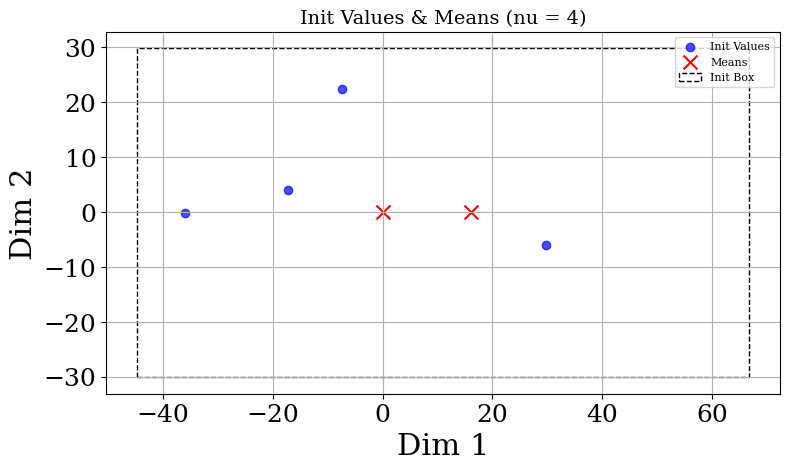 Init Values & Means (nu = 4)
Init Values
Means
Init Box
30
20
10
0
−10
−20
−30
Dim 2
−40
−20
0
20
40
60
Dim 1